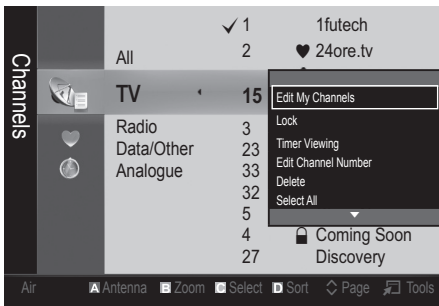 Channels
✓ 1 1futech
All 2 ♥ 24ore.tv
TV 15
Edit My Channels
Lock
Timer Viewing
Edit Channel Number
Delete
Select All
Radio 3
Data/Other 23
Analogue 33
32
5
4 Coming Soon
27 Discovery
Air A Antenna B Zoom C Select D Sort Page Tools